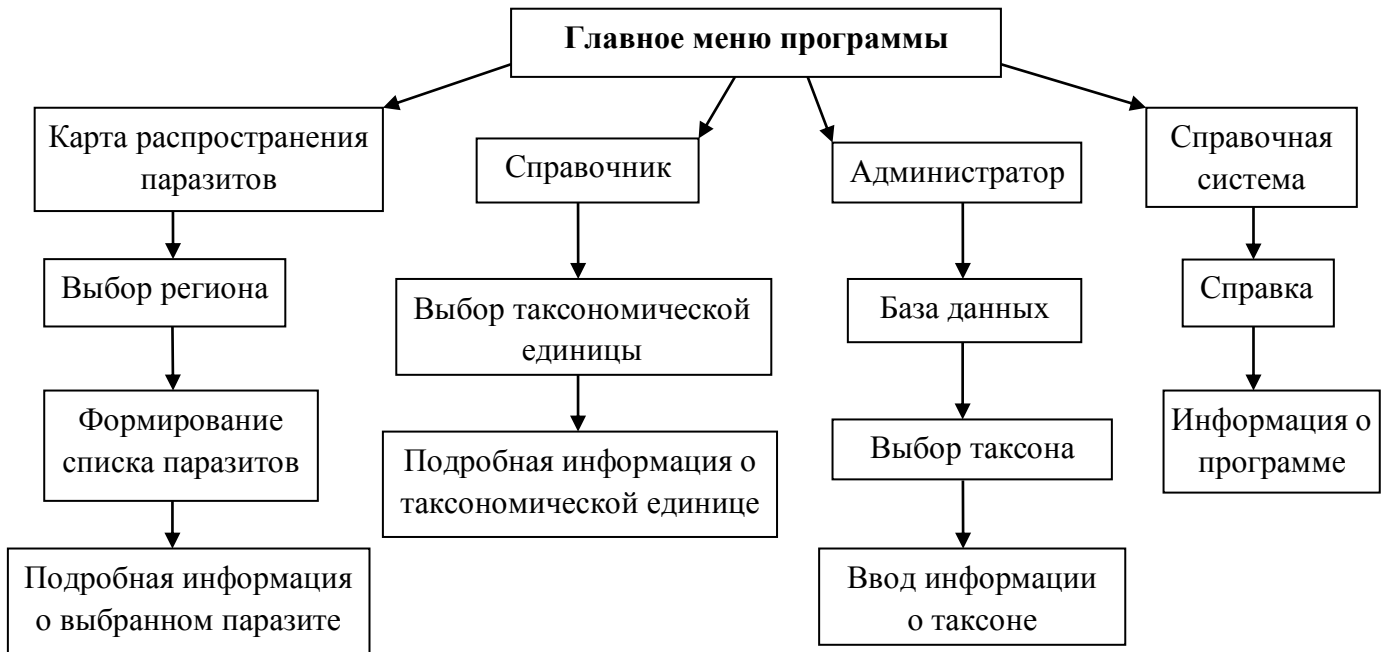 Главное меню программы
Карта распространения
паразитов
Справочник
Администратор
Справочная
система
Выбор региона
Выбор таксономической
единицы
База данных
Справка
Формирование
списка паразитов
Подробная информация о
таксономической единице
Выбор таксона
Информация о
программе
Подробная информация
о выбранном паразите
Ввод информации
о таксоне